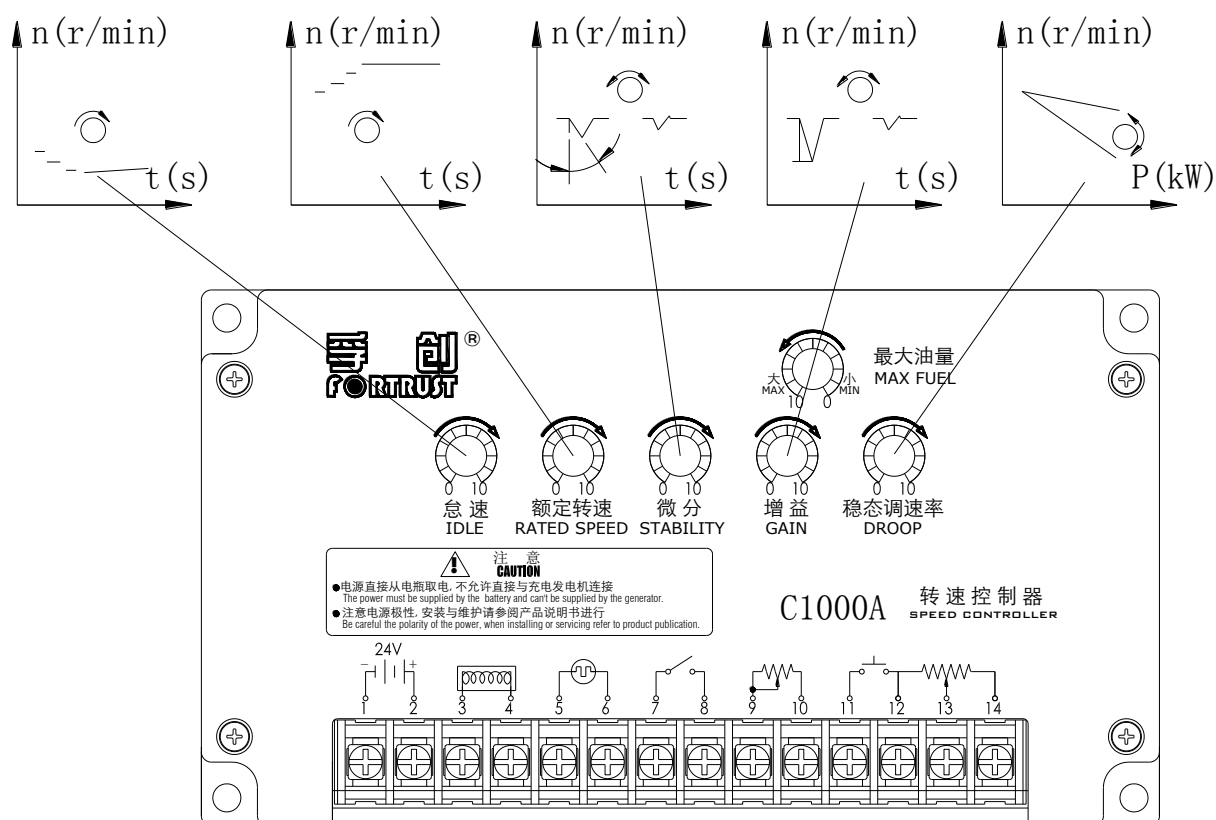 n(r/min) n(r/min) n(r/min) n(r/min) n(r/min)
t(s) t(s) t(s) t(s) P(kW)
孚创®
FORTRUST
最大油量
MAX FUEL
大 小
MAX MIN
10 0
0 10 0 10 0 10 0 10 0 10
怠速 额定转速 微分 增益 稳态调速率
IDLE RATED SPEED STABILITY GAIN DROOP
注 意
CAUTION
●电源直接从电瓶取电, 不允许直接与充电发电机连接
The power must be supplied by the battery and can't be supplied by the generator.
●注意电源极性, 安装与维护请参阅产品说明书进行
Be careful the polarity of the power, when installing or servicing refer to product publication.
C1000A 转速控制器
SPEED CONTROLLER
24V
- +
1 2 3 4 5 6 7 8 9 10 11 12 13 14